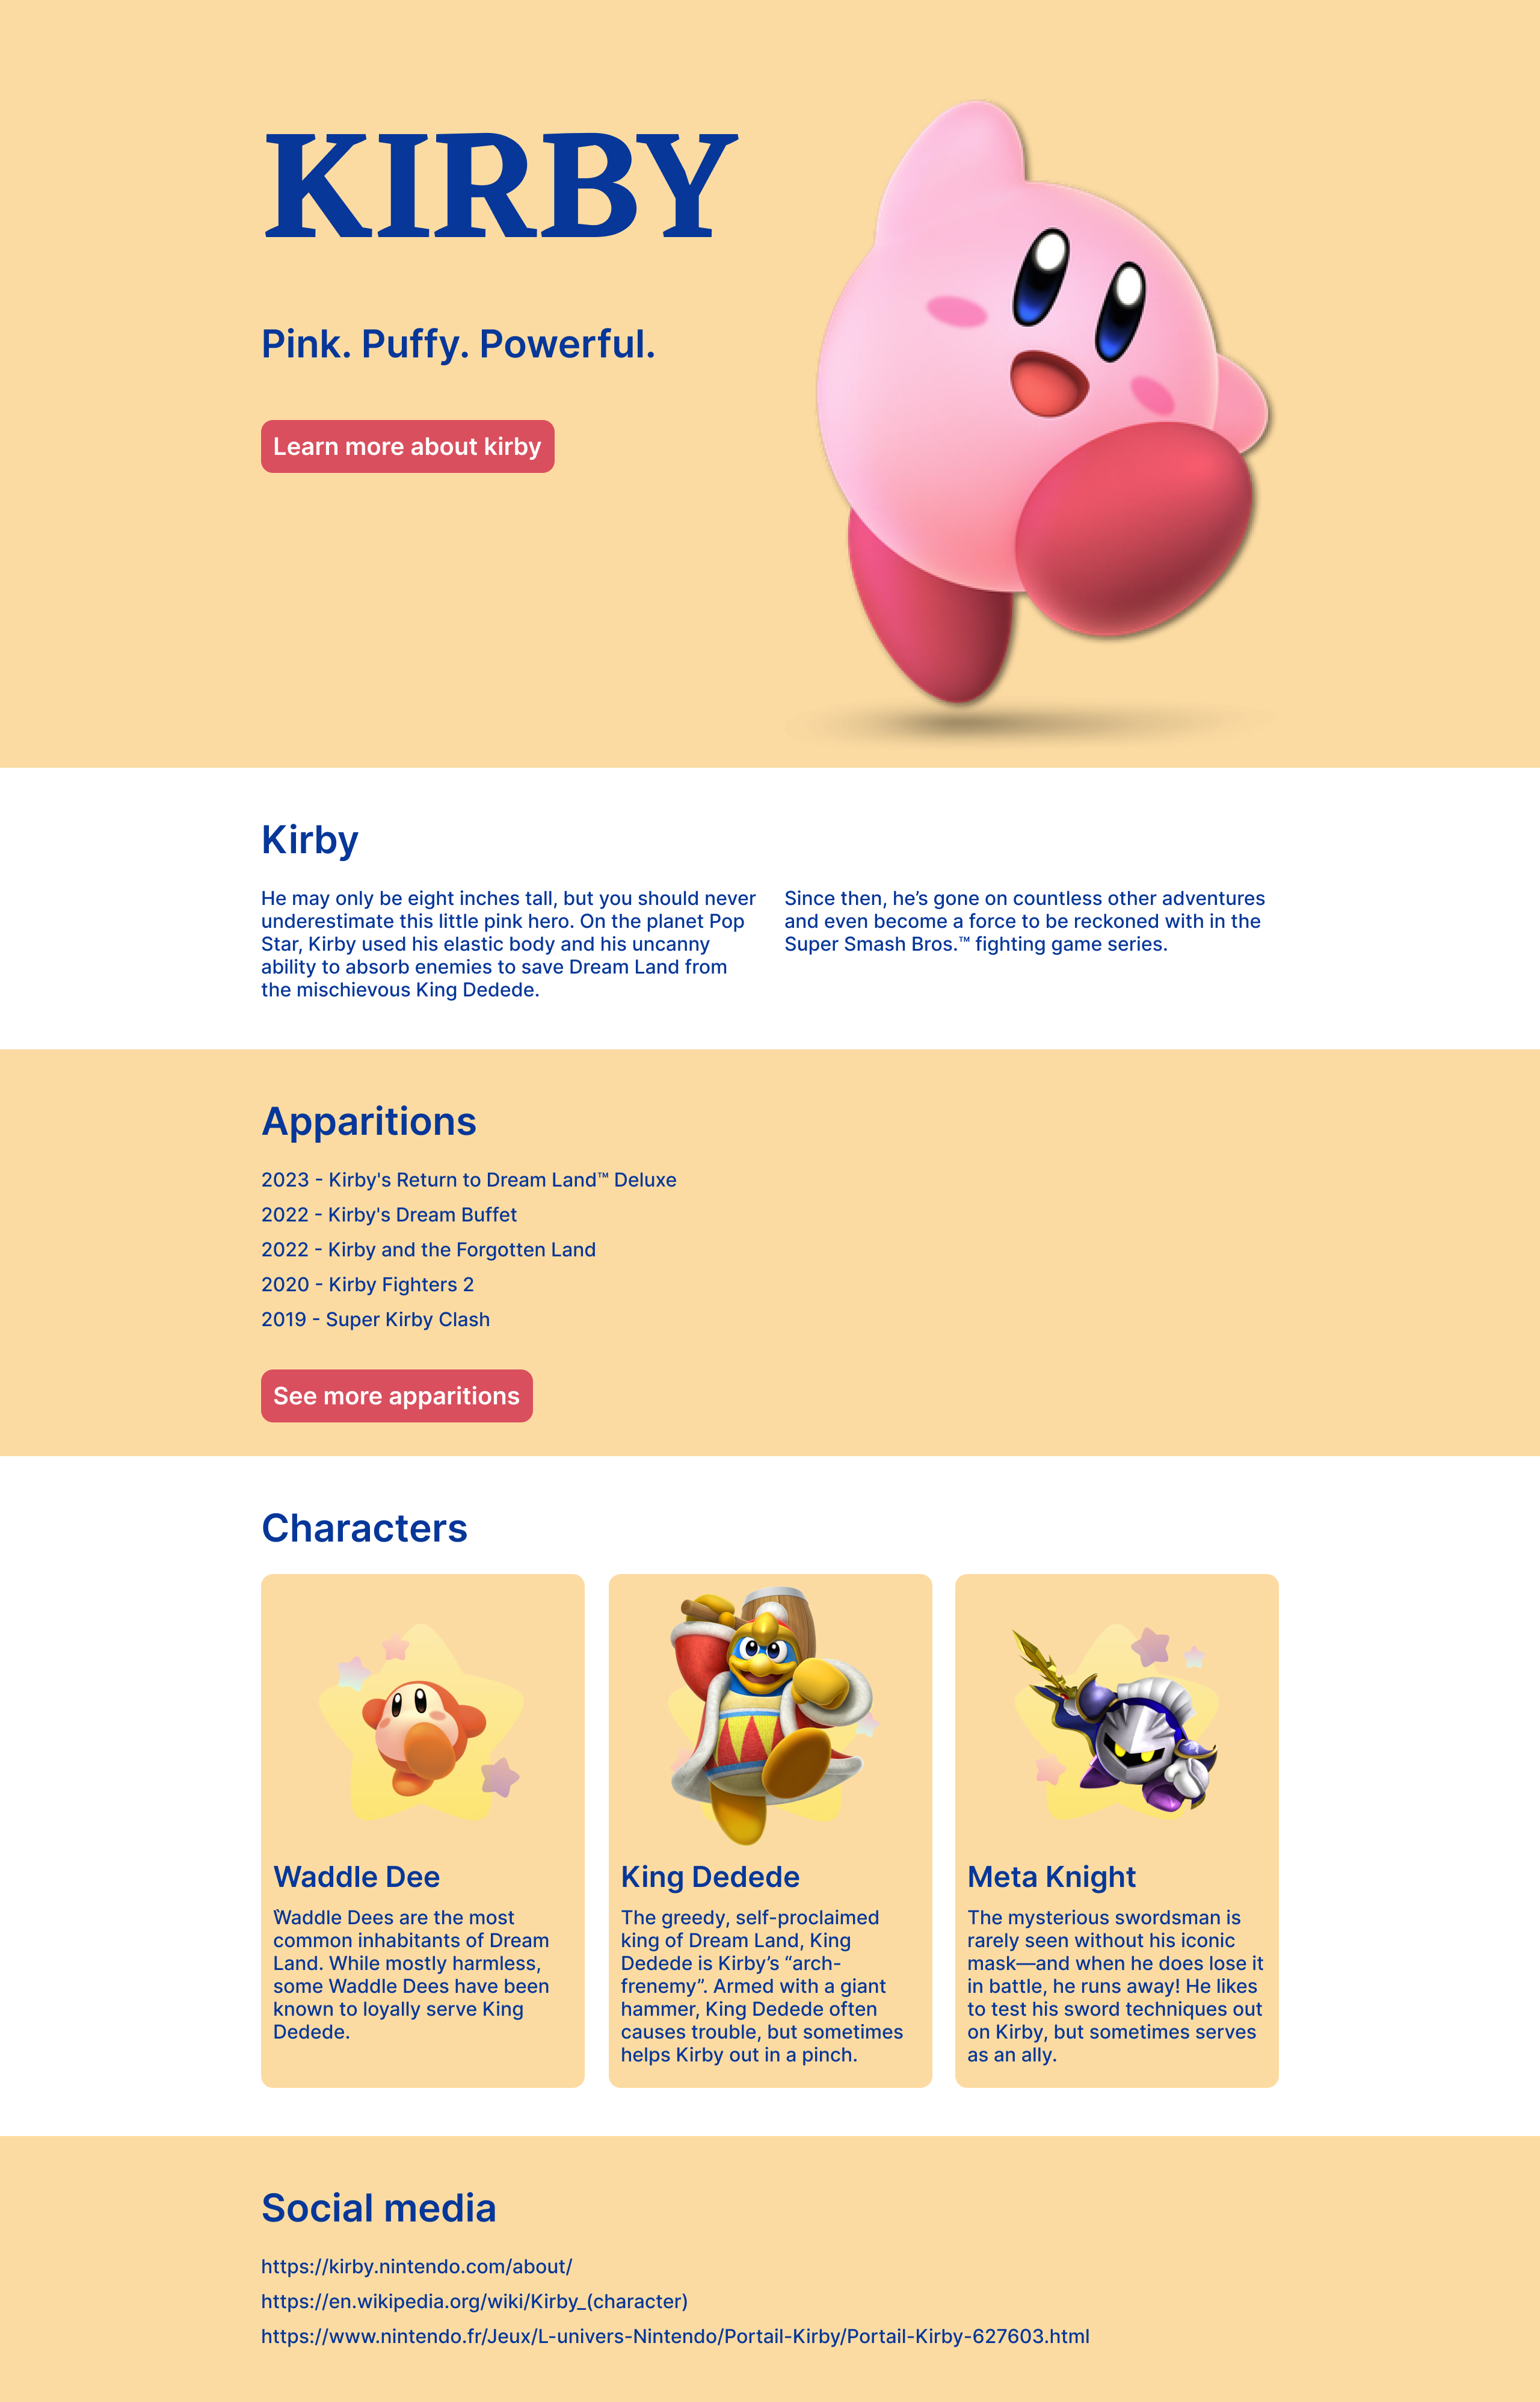 KIRBY
Pink. Puffy. Powerful.
Learn more about kirby
Kirby
He may only be eight inches tall, but you should never
underestimate this little pink hero. On the planet Pop
Star, Kirby used his elastic body and his uncanny
ability to absorb enemies to save Dream Land from
the mischievous King Dedede.
Since then, he’s gone on countless other adventures
and even become a force to be reckoned with in the
Super Smash Bros.™ fighting game series.
Apparitions
2023 - Kirby's Return to Dream Land™ Deluxe
2022 - Kirby's Dream Buffet
2022 - Kirby and the Forgotten Land
2020 - Kirby Fighters 2
2019 - Super Kirby Clash
See more apparitions
Characters
Waddle Dee
Waddle Dees are the most
common inhabitants of Dream
Land. While mostly harmless,
some Waddle Dees have been
known to loyally serve King
Dedede.
King Dedede
The greedy, self-proclaimed
king of Dream Land, King
Dedede is Kirby’s “arch-
frenemy”. Armed with a giant
hammer, King Dedede often
causes trouble, but sometimes
helps Kirby out in a pinch.
Meta Knight
The mysterious swordsman is
rarely seen without his iconic
mask—and when he does lose it
in battle, he runs away! He likes
to test his sword techniques out
on Kirby, but sometimes serves
as an ally.
Social media
https://kirby.nintendo.com/about/
https://en.wikipedia.org/wiki/Kirby_(character)
https://www.nintendo.fr/Jeux/L-univers-Nintendo/Portail-Kirby/Portail-Kirby-627603.html